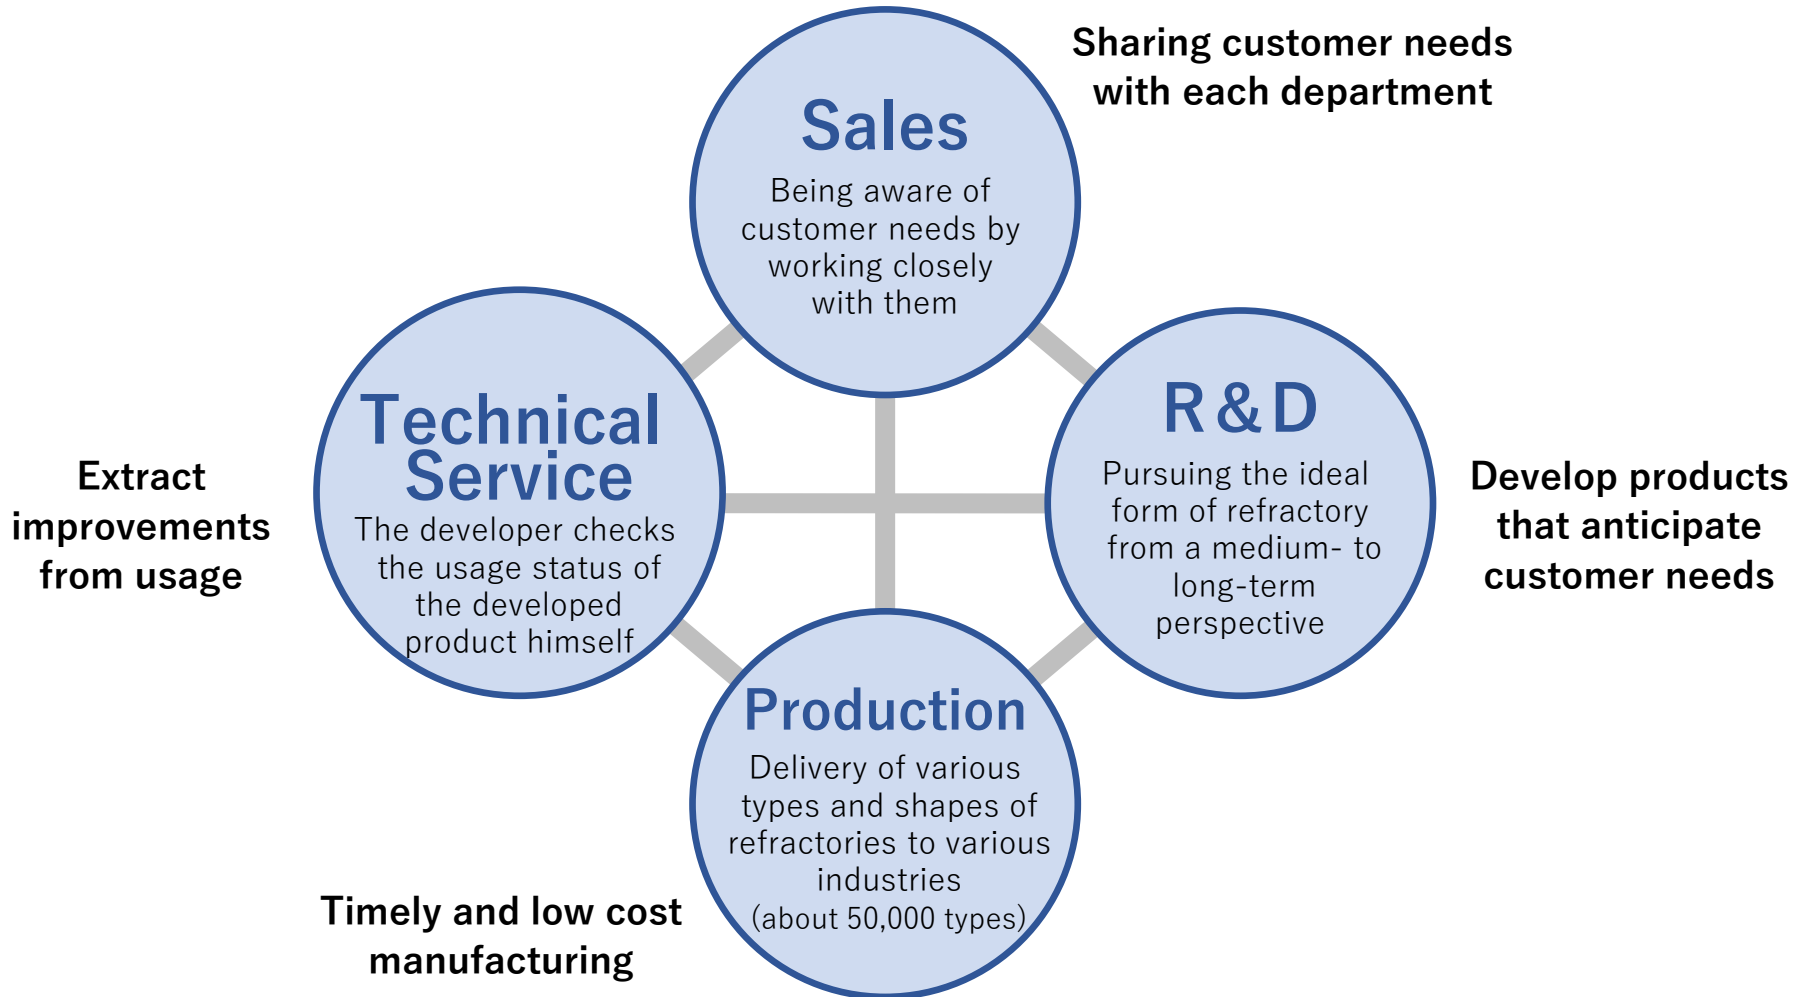 Sharing customer needs
with each department
Sales
Being aware of
customer needs by
working closely
with them
Technical
Service
The developer checks
the usage status of
the developed
product himself
Extract
improvements
from usage
R&D
Pursuing the ideal
form of refractory
from a medium- to
long-term
perspective
Develop products
that anticipate
customer needs
Production
Delivery of various
types and shapes of
refractories to various
industries
(about 50,000 types)
Timely and low cost
manufacturing